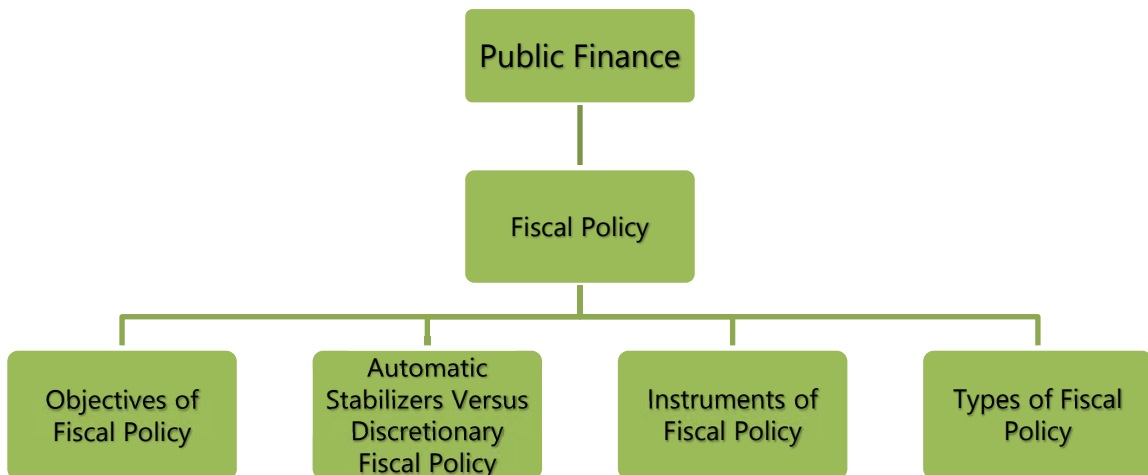 Public Finance
Fiscal Policy
Objectives of
Fiscal Policy
Automatic
Stabilizers Versus
Discretionary
Fiscal Policy
Instruments of
Fiscal Policy
Types of Fiscal
Policy